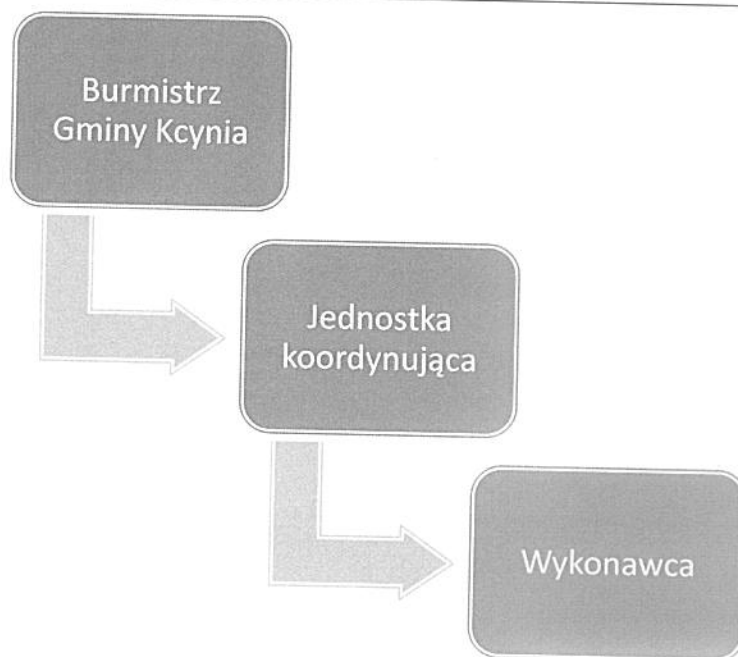 Burmistrz
Gminy Kcynia
Jednostka
koordynująca
Wykonawca